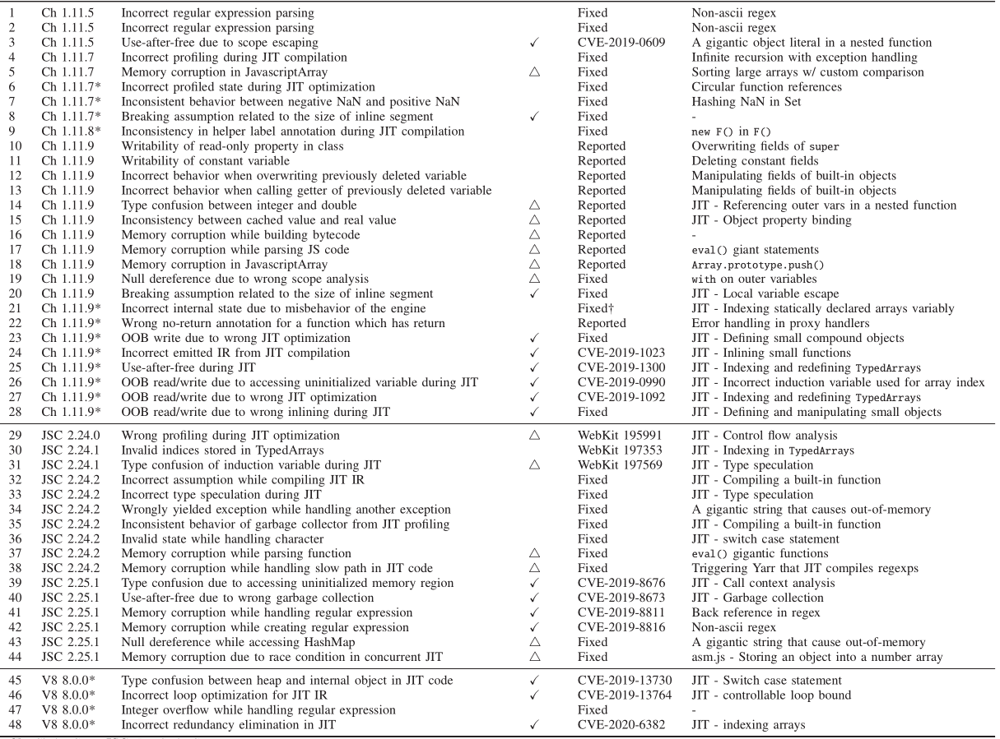 1 Ch 1.11.5 Incorrect regular expression parsing Fixed Non-ascii regex
2 Ch 1.11.5 Incorrect regular expression parsing Fixed Non-ascii regex
3 Ch 1.11.5 Use-after-free due to scope escaping ✓ CVE-2019-0609 A gigantic object literal in a nested function
4 Ch 1.11.7 Incorrect profiling during JIT compilation Fixed Infinite recursion with exception handling
5 Ch 1.11.7 Memory corruption in JavascriptArray △ Fixed Sorting large arrays w/ custom comparison
6 Ch 1.11.7* Incorrect profiled state during JIT optimization Fixed Circular function references
7 Ch 1.11.7* Inconsistent behavior between negative NaN and positive NaN Fixed Hashing NaN in Set
8 Ch 1.11.7* Breaking assumption related to the size of inline segment ✓ Fixed -
9 Ch 1.11.8* Inconsistency in helper label annotation during JIT compilation Fixed new F() in F()
10 Ch 1.11.9 Writability of read-only property in class Reported Overwriting fields of super
11 Ch 1.11.9 Writability of constant variable Reported Deleting constant fields
12 Ch 1.11.9 Incorrect behavior when overwriting previously deleted variable Reported Manipulating fields of built-in objects
13 Ch 1.11.9 Incorrect behavior when calling getter of previously deleted variable Reported Manipulating fields of built-in objects
14 Ch 1.11.9 Type confusion between integer and double △ Reported JIT - Referencing outer vars in a nested function
15 Ch 1.11.9 Inconsistency between cached value and real value △ Reported JIT - Object property binding
16 Ch 1.11.9 Memory corruption while building bytecode △ Reported -
17 Ch 1.11.9 Memory corruption while parsing JS code △ Reported eval() giant statements
18 Ch 1.11.9 Memory corruption in JavascriptArray △ Reported Array.prototype.push()
19 Ch 1.11.9 Null dereference due to wrong scope analysis △ Fixed with on outer variables
20 Ch 1.11.9 Breaking assumption related to the size of inline segment ✓ Fixed JIT - Local variable escape
21 Ch 1.11.9* Incorrect internal state due to misbehavior of the engine Fixed† JIT - Indexing statically declared arrays variably
22 Ch 1.11.9* Wrong no-return annotation for a function which has return Reported Error handling in proxy handlers
23 Ch 1.11.9* OOB write due to wrong JIT optimization ✓ Fixed JIT - Defining small compound objects
24 Ch 1.11.9* Incorrect emitted IR from JIT compilation ✓ CVE-2019-1023 JIT - Inlining small functions
25 Ch 1.11.9* Use-after-free during JIT ✓ CVE-2019-1300 JIT - Indexing and redefining TypedArrays
26 Ch 1.11.9* OOB read/write due to accessing uninitialized variable during JIT ✓ CVE-2019-0990 JIT - Incorrect induction variable used for array index
27 Ch 1.11.9* OOB read/write due to wrong JIT optimization ✓ CVE-2019-1092 JIT - Indexing and redefining TypedArrays
28 Ch 1.11.9* OOB read/write due to wrong inlining during JIT ✓ Fixed JIT - Defining and manipulating small objects
29 JSC 2.24.0 Wrong profiling during JIT optimization △ WebKit 195991 JIT - Control flow analysis
30 JSC 2.24.1 Invalid indices stored in TypedArrays WebKit 197353 JIT - Indexing in TypedArrays
31 JSC 2.24.1 Type confusion of induction variable during JIT △ WebKit 197569 JIT - Type speculation
32 JSC 2.24.2 Incorrect assumption while compiling JIT IR Fixed JIT - Compiling a built-in function
33 JSC 2.24.2 Incorrect type speculation during JIT Fixed JIT - Type speculation
34 JSC 2.24.2 Wrongly yielded exception while handling another exception Fixed A gigantic string that causes out-of-memory
35 JSC 2.24.2 Inconsistent behavior of garbage collector from JIT profiling Fixed JIT - Compiling a built-in function
36 JSC 2.24.2 Invalid state while handling character Fixed JIT - switch case statement
37 JSC 2.24.2 Memory corruption while parsing function △ Fixed eval() gigantic functions
38 JSC 2.24.2 Memory corruption while handling slow path in JIT code △ Fixed Triggering Yarr that JIT compiles regexps
39 JSC 2.25.1 Type confusion due to accessing uninitialized memory region ✓ CVE-2019-8676 JIT - Call context analysis
40 JSC 2.25.1 Use-after-free due to wrong garbage collection ✓ CVE-2019-8673 JIT - Garbage collection
41 JSC 2.25.1 Memory corruption while handling regular expression ✓ CVE-2019-8811 Back reference in regex
42 JSC 2.25.1 Memory corruption while creating regular expression ✓ CVE-2019-8816 Non-ascii regex
43 JSC 2.25.1 Null dereference while accessing HashMap △ Fixed A gigantic string that cause out-of-memory
44 JSC 2.25.1 Memory corruption due to race condition in concurrent JIT △ Fixed asm.js - Storing an object into a number array
45 V8 8.0.0* Type confusion between heap and internal object in JIT code ✓ CVE-2019-13730 JIT - Switch case statement
46 V8 8.0.0* Incorrect loop optimization for JIT IR ✓ CVE-2019-13764 JIT - controllable loop bound
47 V8 8.0.0* Integer overflow while handling regular expression Fixed -
48 V8 8.0.0* Incorrect redundancy elimination in JIT ✓ CVE-2020-6382 JIT - indexing arrays